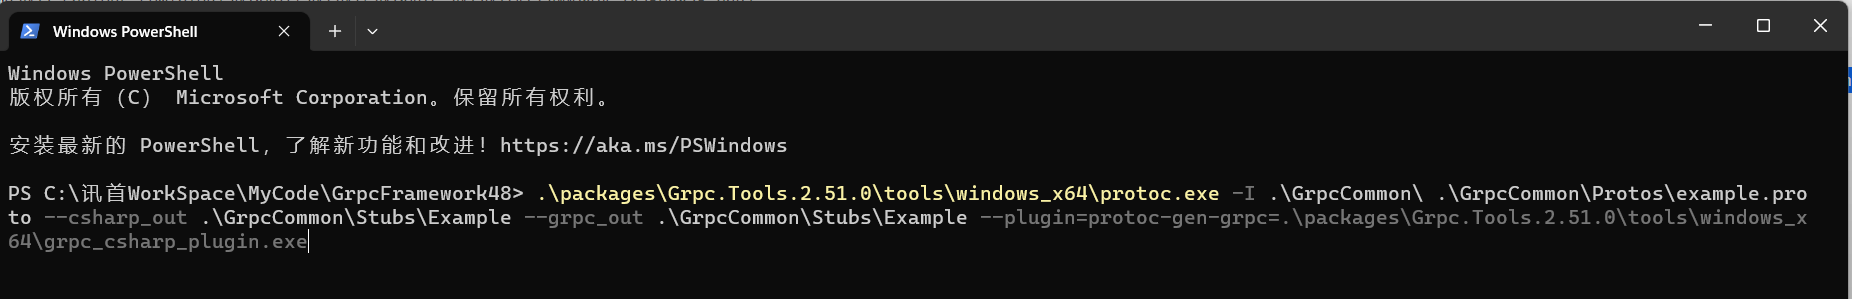 Windows PowerShell
Windows PowerShell
版权所有 (C) Microsoft Corporation。保留所有权利。
安装最新的 PowerShell，了解新功能和改进！https://aka.ms/PSWindows
PS C:\讯首WorkSpace\MyCode\GrpcFramework48> .\packages\Grpc.Tools.2.51.0\tools\windows_x64\protoc.exe -I .\GrpcCommon\ .\GrpcCommon\Protos\example.pro
to --csharp_out .\GrpcCommon\Stubs\Example --grpc_out .\GrpcCommon\Stubs\Example --plugin=protoc-gen-grpc=.\packages\Grpc.Tools.2.51.0\tools\windows_x
64\grpc_csharp_plugin.exe